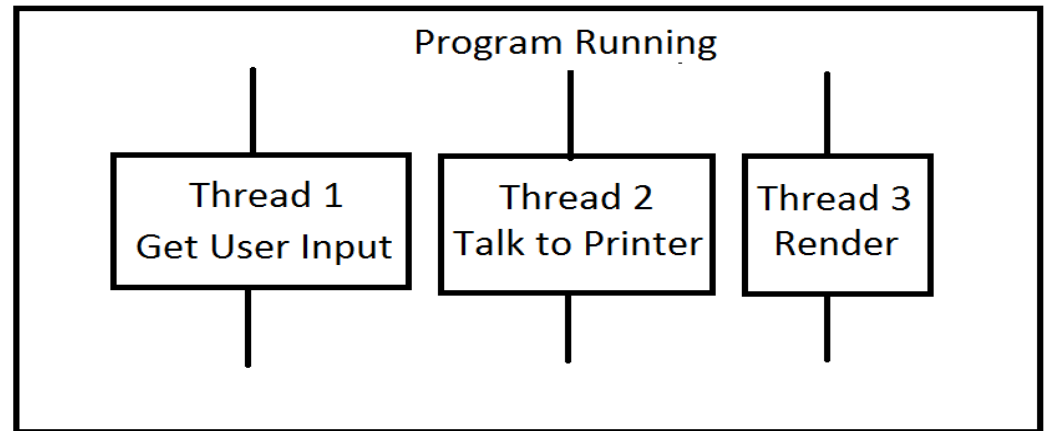 Program Running
Thread 1
Get User Input
Thread 2
Talk to Printer
Thread 3
Render